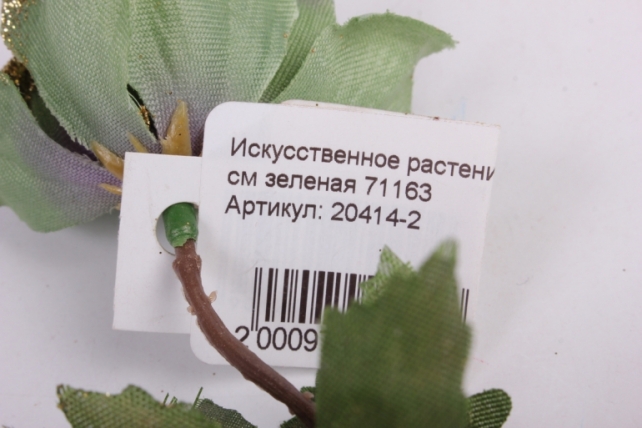 Искусственное растени
см зеленая 71163
Артикул: 20414-2
2 0009